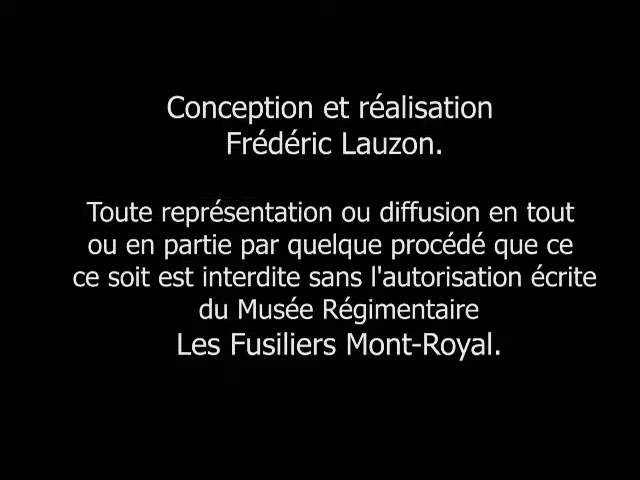 Conception et réalisation
Frédéric Lauzon.
Toute représentation ou diffusion en tout
ou en partie par quelque procédé que ce
ce soit est interdite sans l'autorisation écrite
du Musée Régimentaire
Les Fusiliers Mont-Royal.